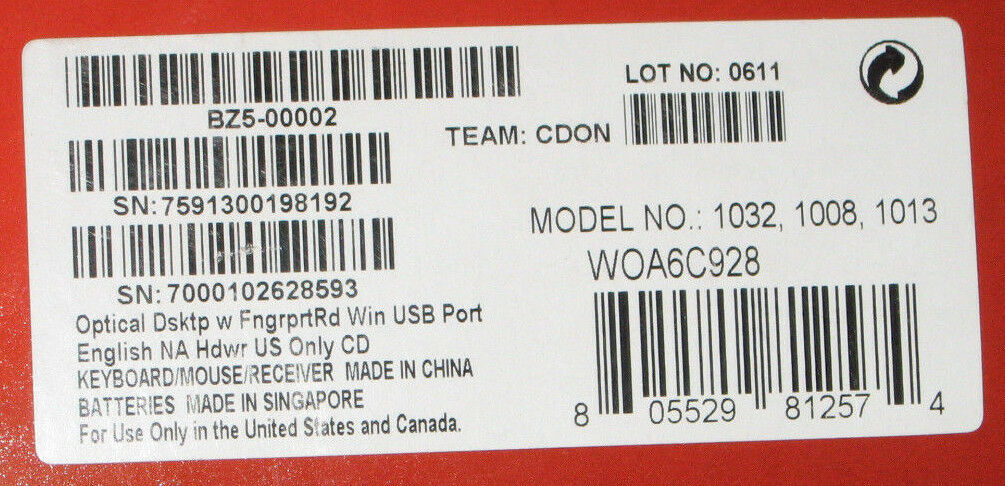 BZ5-00002
SN:7591300198192
SN:7000102628593
Optical Dsktp w FngrprtRd Win USB Port
English NA Hdwr US Only CD
KEYBOARD/MOUSE/RECEIVER MADE IN CHINA
BATTERIES MADE IN SINGAPORE
For Use Only in the United States and Canada.
LOT NO: 0611
TEAM: CDON
MODEL NO.: 1032, 1008, 1013
WOA6C928
8 05529 81257 4